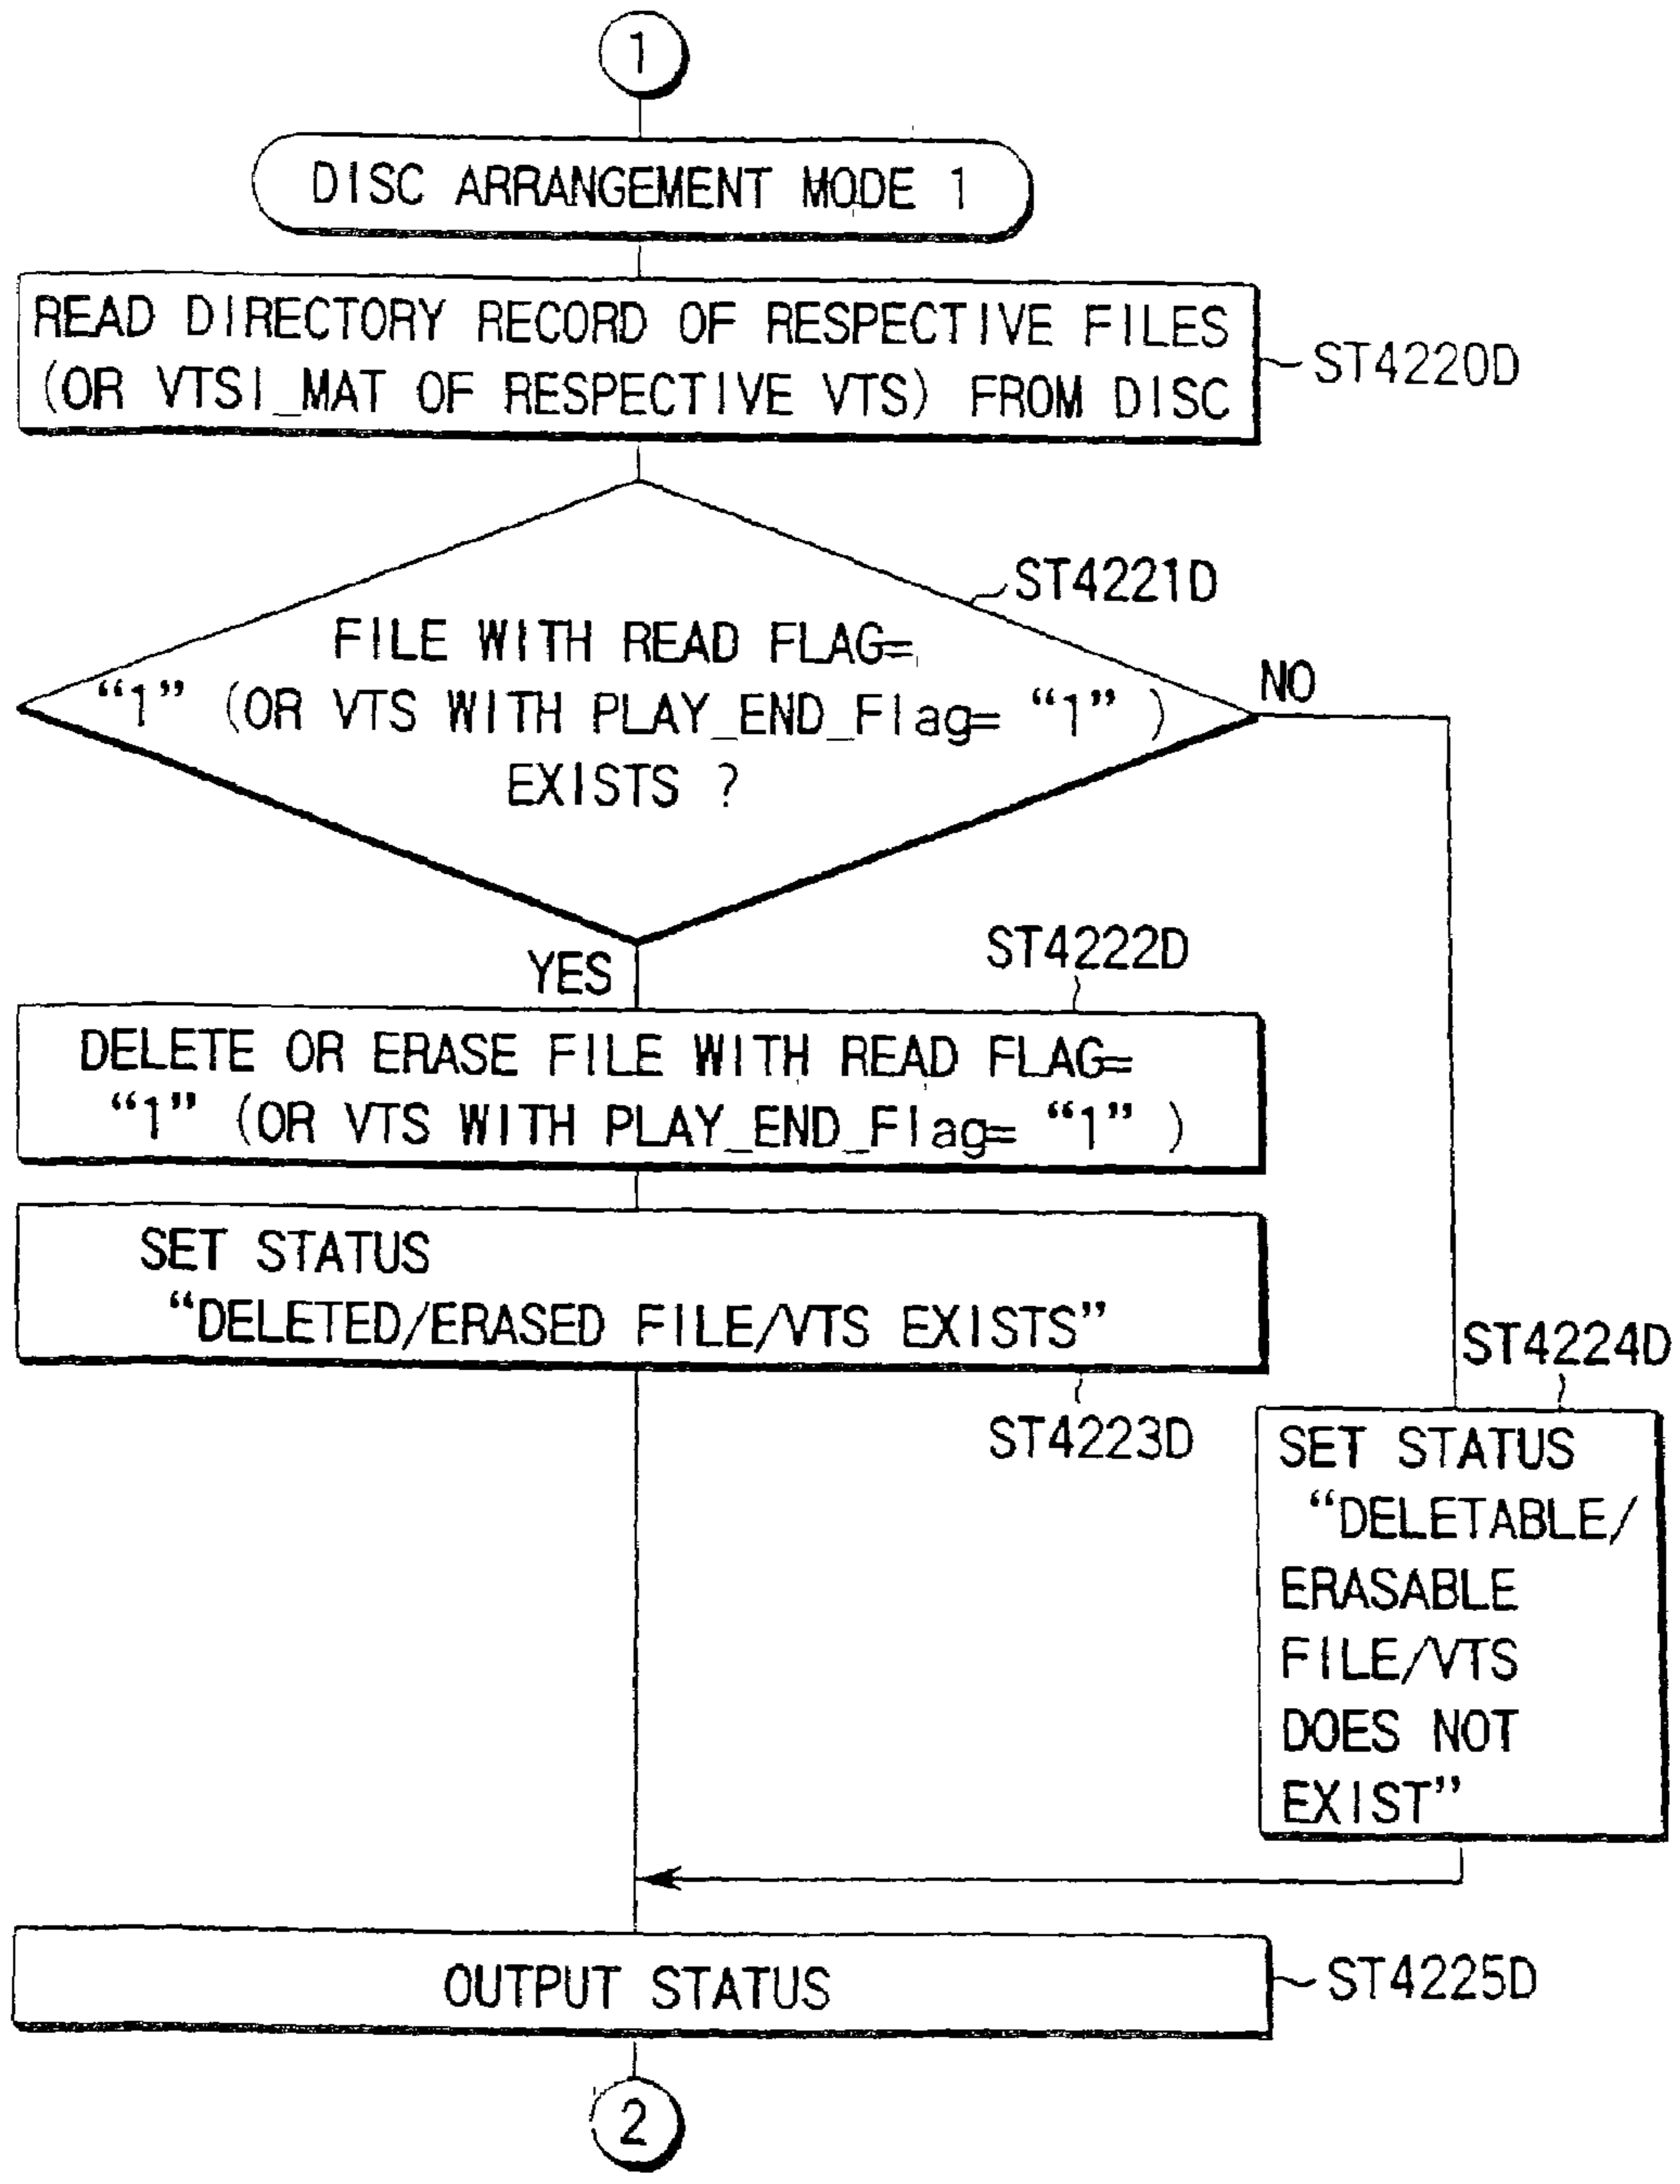 1
DISC ARRANGEMENT MODE 1
READ DIRECTORY RECORD OF RESPECTIVE FILES
(OR VTSI_MAT OF RESPECTIVE VTS) FROM DISC
ST4220D
ST4221D
FILE WITH READ FLAG=
“1” (OR VTS WITH PLAY_END_Flag= “1” )
EXISTS ?
NO
YES
ST4222D
DELETE OR ERASE FILE WITH READ FLAG=
“1” (OR VTS WITH PLAY_END_Flag= “1” )
SET STATUS
“DELETED/ERASED FILE/VTS EXISTS”
ST4223D
ST4224D
SET STATUS
“DELETABLE/
ERASABLE
FILE/VTS
DOES NOT
EXIST”
OUTPUT STATUS
ST4225D
2